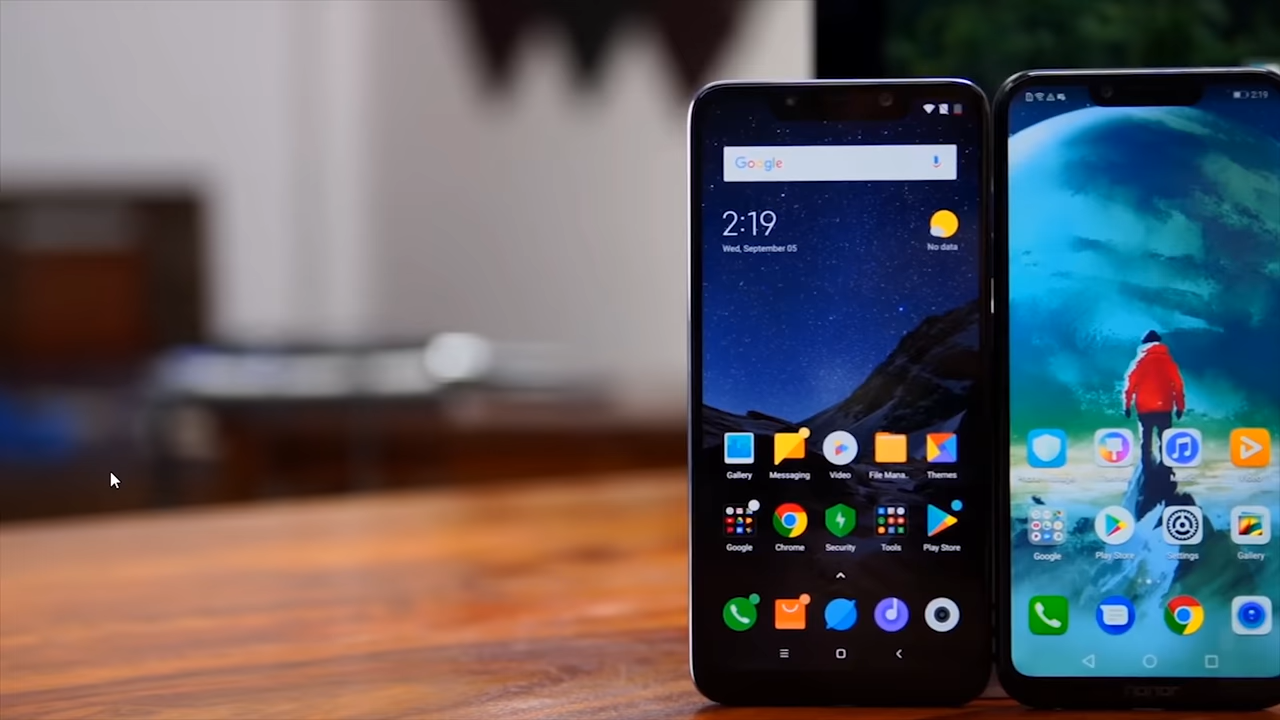 Google
2:19
Wed, September 05
No data
Gallery
Messaging
Video
File Mana..
Themes
Google
Chrome
Security
Tools
Play Store
2:19
Google
Play Store
Settings
Gallery
honor